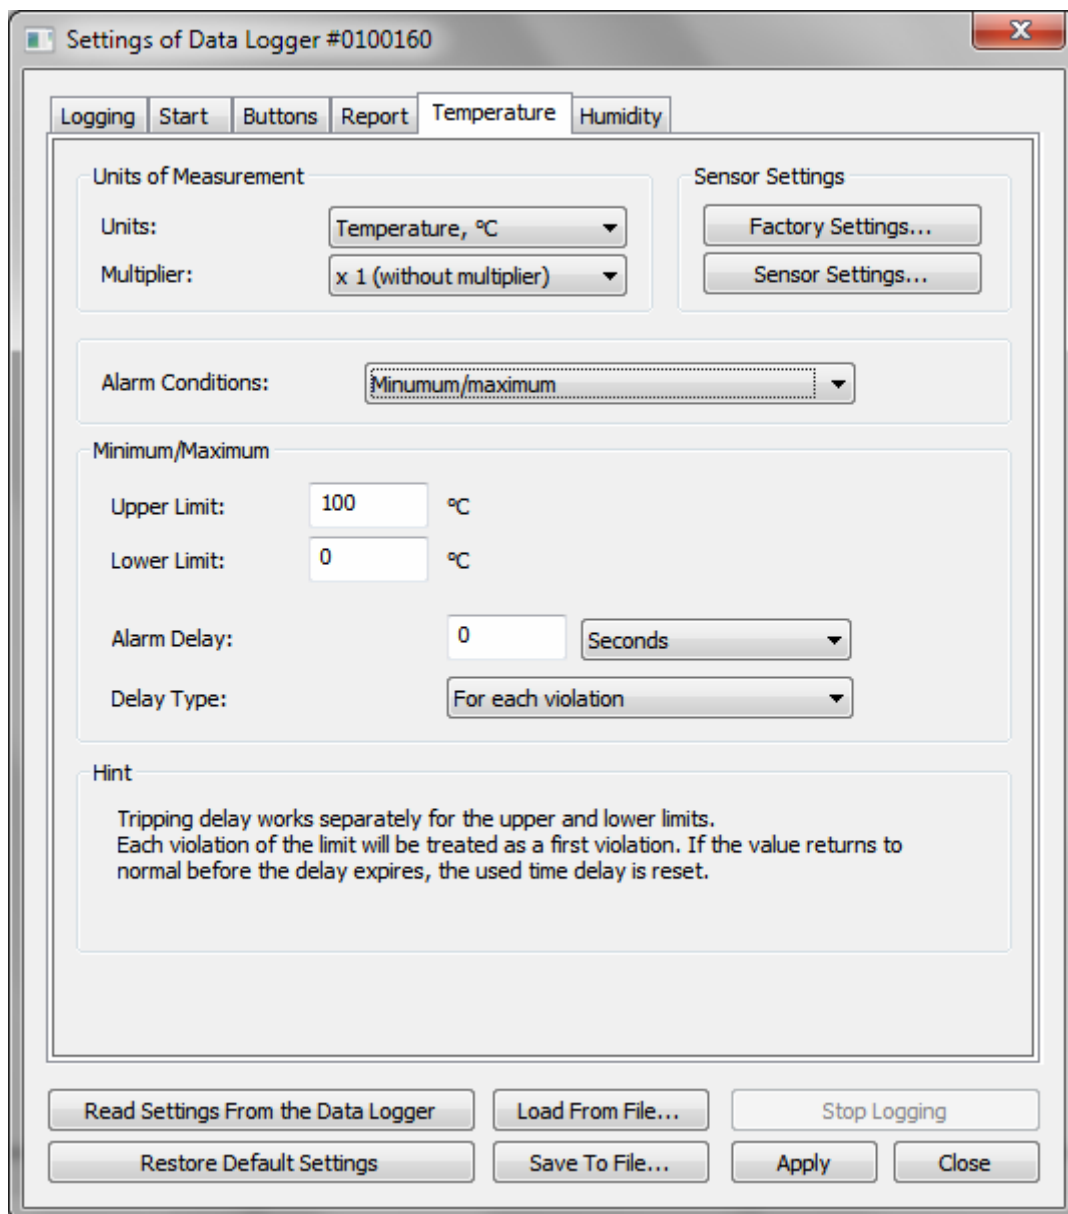 Settings of Data Logger #0100160
Logging Start Buttons Report Temperature Humidity
Units of Measurement
Sensor Settings
Units: Temperature, ºC
Factory Settings...
Multiplier: x 1 (without multiplier)
Sensor Settings...
Alarm Conditions: Minumum/maximum
Minimum/Maximum
Upper Limit: 100 ºC
Lower Limit: 0 ºC
Alarm Delay: 0 Seconds
Delay Type: For each violation
Hint
Tripping delay works separately for the upper and lower limits.
Each violation of the limit will be treated as a first violation. If the value returns to
normal before the delay expires, the used time delay is reset.
Read Settings From the Data Logger Load From File... Stop Logging
Restore Default Settings Save To File... Apply Close